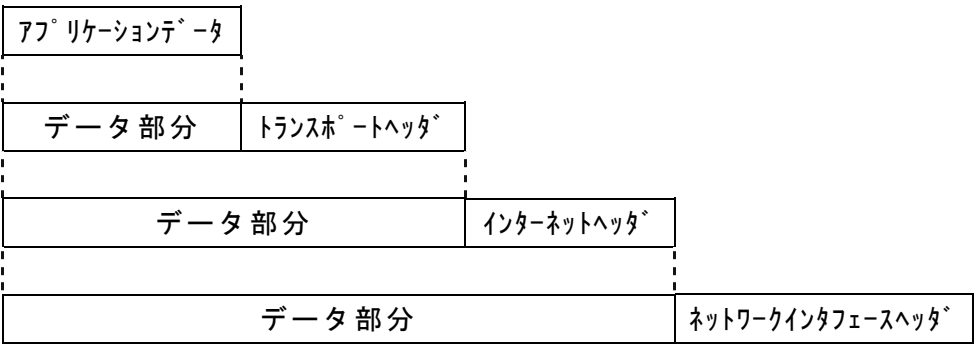 アプリケーションデータ
データ部分 トランスポートヘッダ
データ部分 インターネットヘッダ
データ部分 ネットワークインタフェースヘッダ